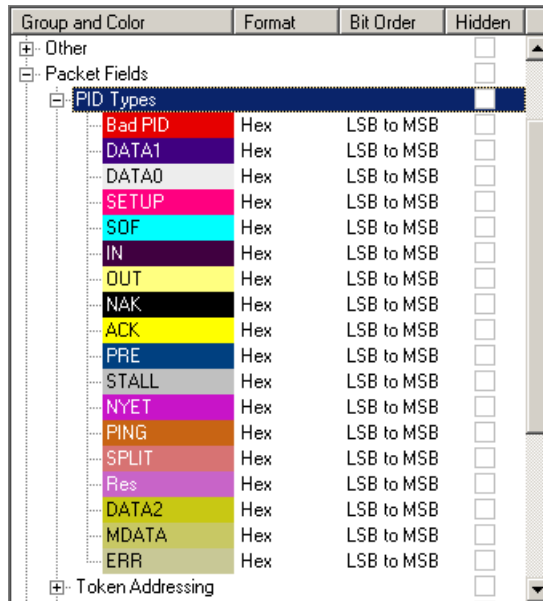 Group and Color Format Bit Order Hidden
Other
Packet Fields
PID Types
Bad PID Hex LSB to MSB
DATA1 Hex LSB to MSB
DATA0 Hex LSB to MSB
SETUP Hex LSB to MSB
SOF Hex LSB to MSB
IN Hex LSB to MSB
OUT Hex LSB to MSB
NAK Hex LSB to MSB
ACK Hex LSB to MSB
PRE Hex LSB to MSB
STALL Hex LSB to MSB
NYET Hex LSB to MSB
PING Hex LSB to MSB
SPLIT Hex LSB to MSB
Res Hex LSB to MSB
DATA2 Hex LSB to MSB
MDATA Hex LSB to MSB
ERR Hex LSB to MSB
Token Addressing